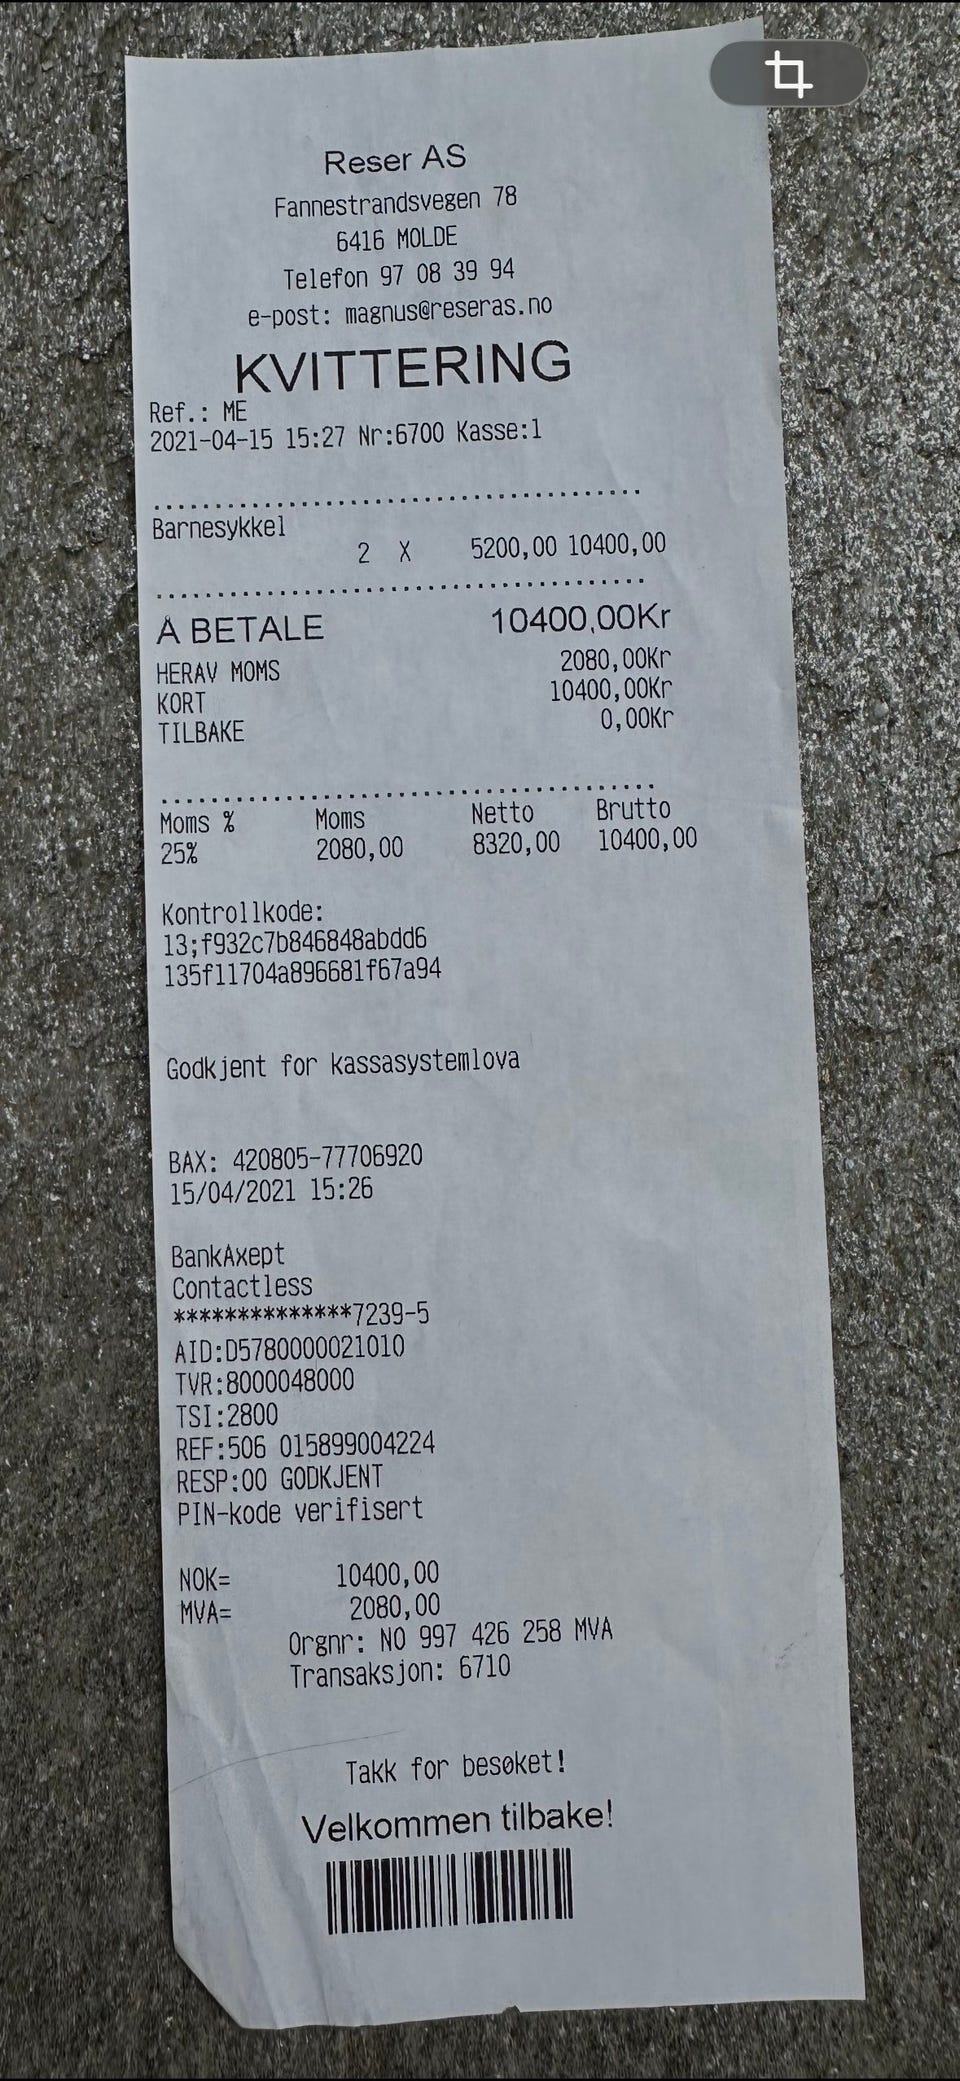 Reser AS
Fannestrandsvegen 78
6416 MOLDE
Telefon 97 08 39 94
e-post: magnus@reseras.no
KVITTERING
Ref.: ME
2021-04-15 15:27 Nr:6700 Kasse:1
Barnesykkel
2 X 5200,00 10400,00
Å BETALE 10400,00Kr
HERAV MOMS 2080,00Kr
KORT 10400,00Kr
TILBAKE 0,00Kr
Moms % Moms Netto Brutto
25% 2080,00 8320,00 10400,00
Kontrollkode:
13;f932c7b846848abdd6
135f11704a896681f67a94
Godkjent for kassasystemlova
BAX: 420805-77706920
15/04/2021 15:26
BankAxept
Contactless
**************7239-5
AID:D5780000021010
TVR:8000048000
TSI:2800
REF:506 015899004224
RESP:00 GODKJENT
PIN-kode verifisert
NOK= 10400,00
MVA= 2080,00
Orgnr: NO 997 426 258 MVA
Transaksjon: 6710
Takk for besøket!
Velkommen tilbake!